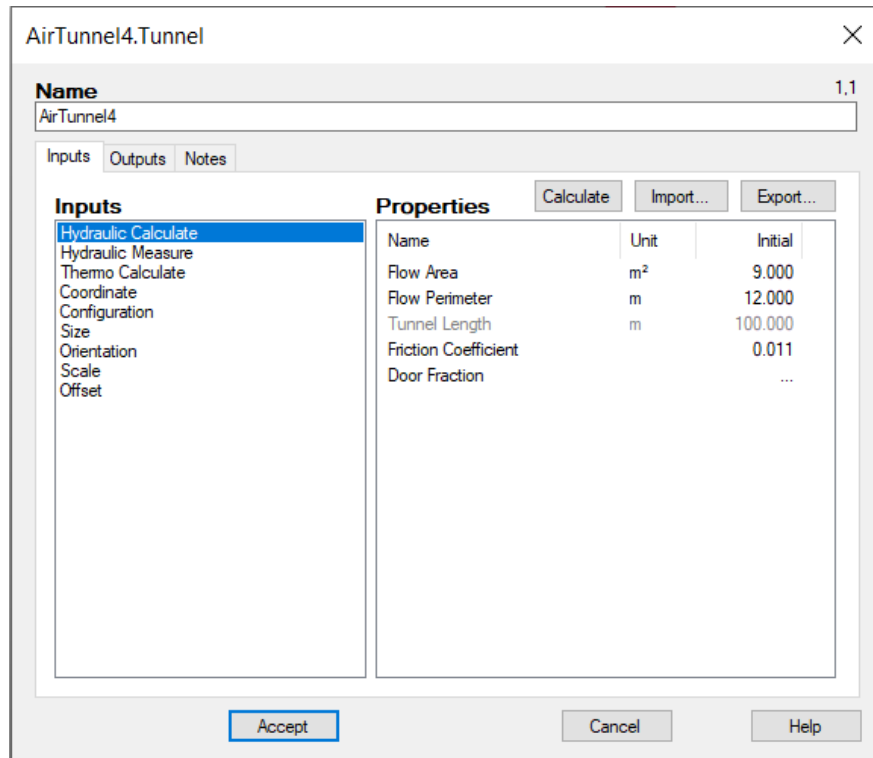 AirTunnel4.Tunnel
Name
1,1
AirTunnel4
Inputs Outputs Notes
Inputs
Hydraulic Calculate
Hydraulic Measure
Thermo Calculate
Coordinate
Configuration
Size
Orientation
Scale
Offset
Properties
Calculate Import... Export...
Name Unit Initial
Flow Area m² 9.000
Flow Perimeter m 12.000
Tunnel Length m 100.000
Friction Coefficient 0.011
Door Fraction ...
Accept Cancel Help